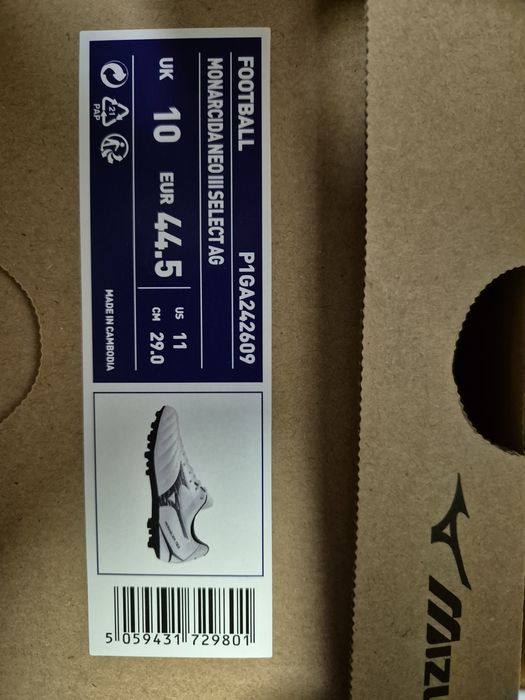 FOOTBALL P1GA242609
MONARCIDA NEO III SELECT AG
UK 10 EUR 44.5 US 11
CM 29.0
21
PAP
MADE IN CAMBODIA
5 059431 729801
MIZU